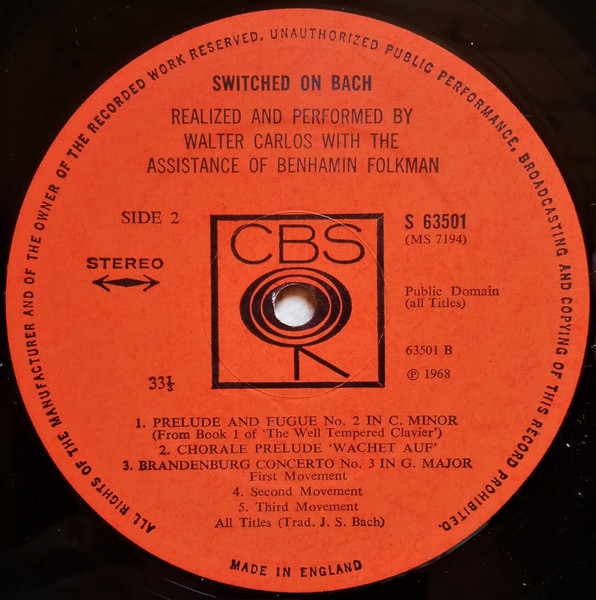 ALL RIGHTS OF THE MANUFACTURER AND OF THE OWNER OF THE RECORDED WORK RESERVED. UNAUTHORIZED PUBLIC PERFORMANCE, BROADCASTING AND COPYING OF THIS RECORD PROHIBITED.
SWITCHED ON BACH
REALIZED AND PERFORMED BY
WALTER CARLOS WITH THE
ASSISTANCE OF BENHAMIN FOLKMAN
SIDE 2
STEREO
CBS
S 63501
(MS 7194)
Public Domain
(all Titles)
63501 B
℗ 1968
33⅓
1. PRELUDE AND FUGUE No. 2 IN C. MINOR
(From Book 1 of 'The Well Tempered Clavier')
2. CHORALE PRELUDE 'WACHET AUF'
3. BRANDENBURG CONCERTO No. 3 IN G. MAJOR
First Movement
4. Second Movement
5. Third Movement
All Titles (Trad. J. S. Bach)
MADE IN ENGLAND